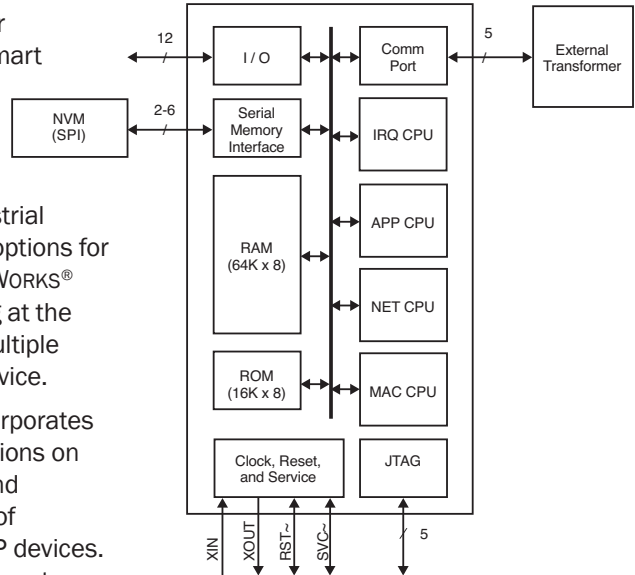 r
mart
strial
options for
WORKS®
g at the
ultiple
vice.
rporates
ions on
nd
of
P devices.
12
I / O
Comm
Port
5
External
Transformer
NVM
(SPI)
2-6
Serial
Memory
Interface
IRQ CPU
RAM
(64K x 8)
APP CPU
NET CPU
ROM
(16K x 8)
MAC CPU
Clock, Reset,
and Service
JTAG
XIN
XOUT
RST~
SVC~
5